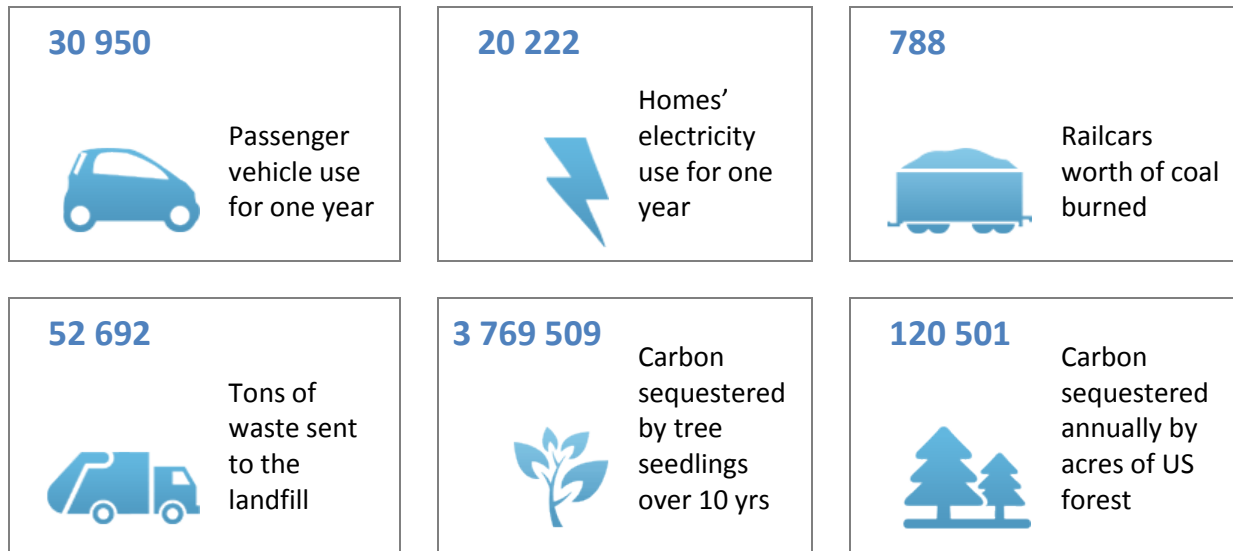 30 950
Passenger
vehicle use
for one year
20 222
Homes’
electricity
use for one
year
788
Railcars
worth of coal
burned
52 692
Tons of
waste sent
to the
landfill
3 769 509
Carbon
sequestered
by tree
seedlings
over 10 yrs
120 501
Carbon
sequestered
annually by
acres of US
forest